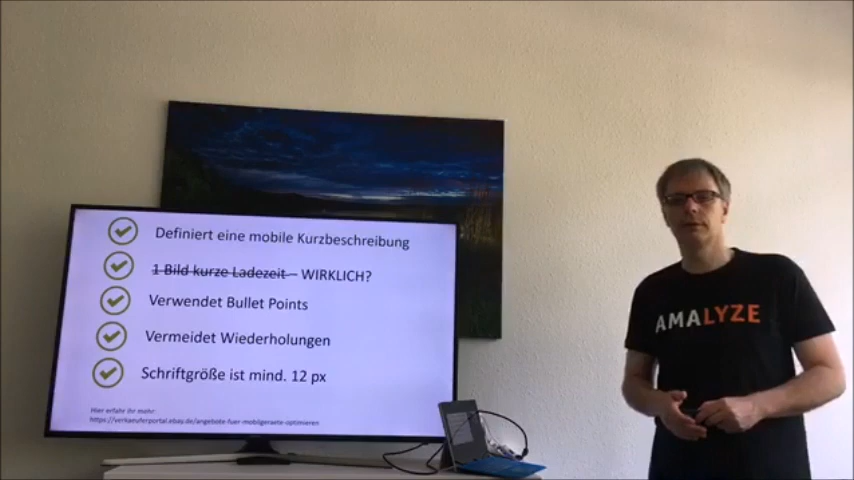 Definiert eine mobile Kurzbeschreibung
1 Bild kurze Ladezeit – WIRKLICH?
Verwendet Bullet Points
Vermeidet Wiederholungen
Schriftgröße ist mind. 12 px
Hier erfahr ihr mehr:
https://verkaeuferportal.ebay.de/angebote-fuer-mobilgeraete-optimieren
AMALYZE